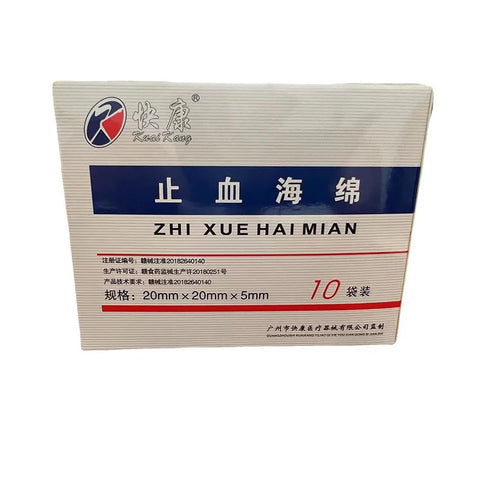 快康®
Kuai Kang
止血海绵
ZHI XUE HAI MIAN
注册证编号：赣械注准20182640140
生产许可证：赣食药监械生产许20180251号
产品技术要求：赣械注准20182640140
规格：20mm×20mm×5mm
10袋装
广州市快康医疗器械有限公司监制